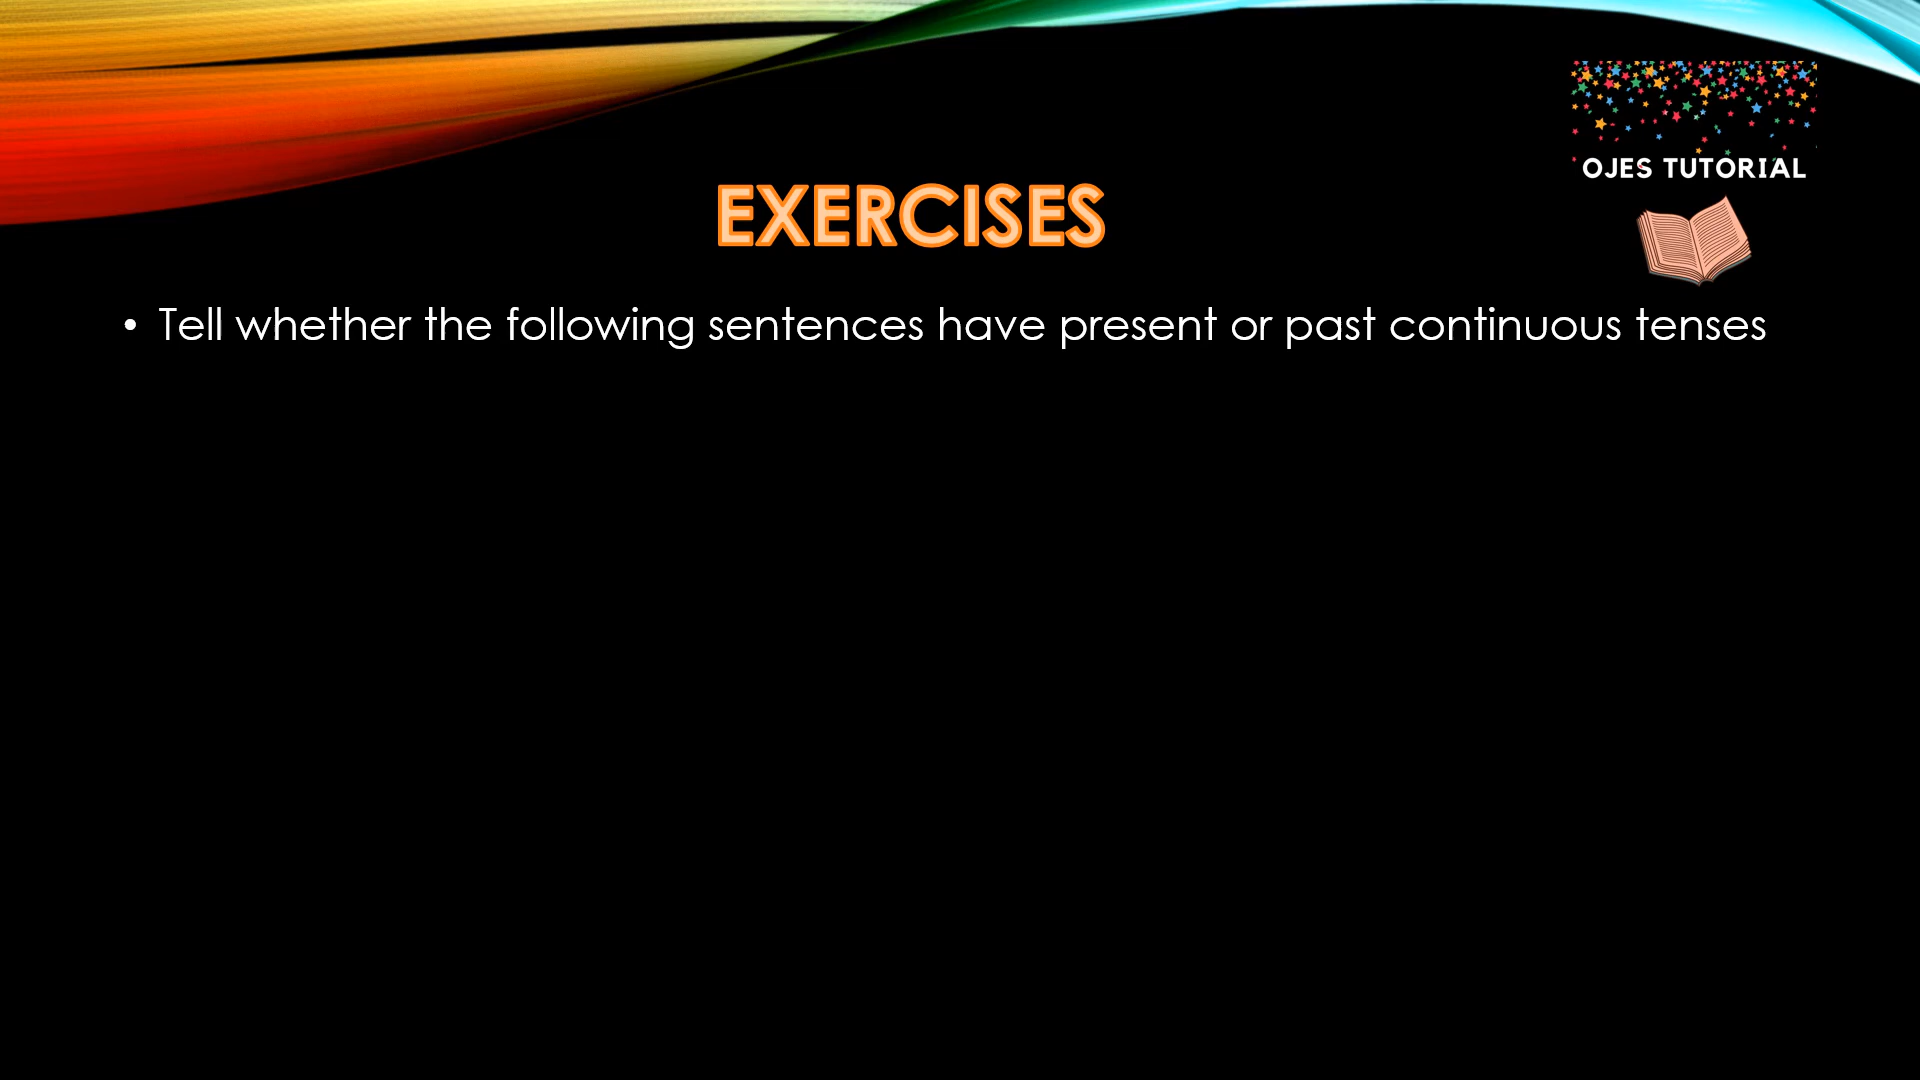 OJES TUTORIAL
EXERCISES
• Tell whether the following sentences have present or past continuous tenses